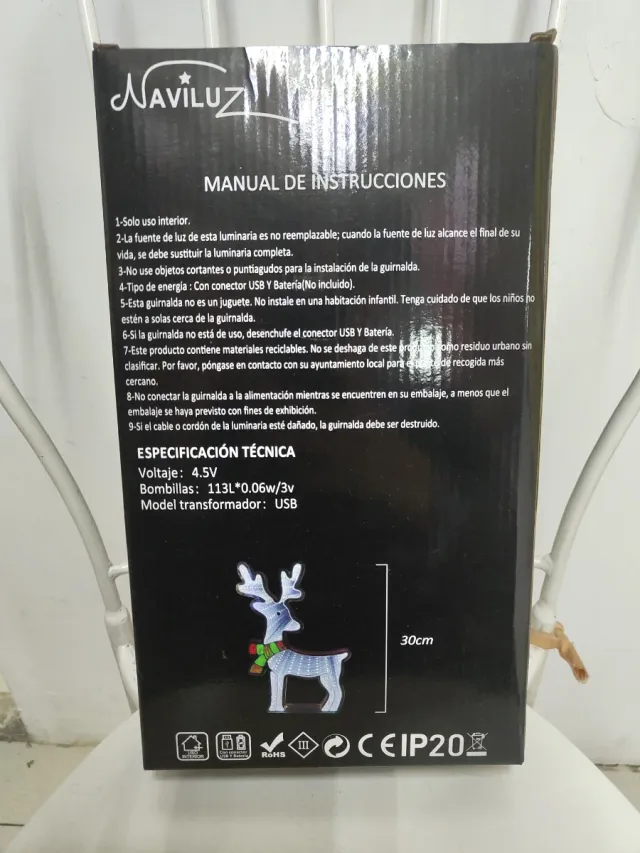 NAVILUZ
MANUAL DE INSTRUCCIONES
1-Solo uso interior.
2-La fuente de luz de esta luminaria es no reemplazable; cuando la fuente de luz alcance el final de su
vida, se debe sustituir la luminaria completa.
3-No use objetos cortantes o puntiagudos para la instalación de la guirnalda.
4-Tipo de energía : Con conector USB Y Batería(No incluido).
5-Esta guirnalda no es un juguete. No instale en una habitación infantil. Tenga cuidado de que los niños no
estén a solas cerca de la guirnalda.
6-Si la guirnalda no está de uso, desenchufe el conector USB Y Batería.
7-Este producto contiene materiales reciclables. No se deshaga de este producto como residuo urbano sin
clasificar. Por favor, póngase en contacto con su ayuntamiento local para de recogida más
cercano.
8-No conectar la guirnalda a la alimentación mientras se encuentren en su embalaje, a menos que el
embalaje se haya previsto con fines de exhibición.
9-Si el cable o cordón de la luminaria esté dañado, la guirnalda debe ser destruido.
ESPECIFICACIÓN TÉCNICA
Voltaje: 4.5V
Bombillas: 113L*0.06w/3v
Model transformador: USB
30cm
USO INTERIOR Con conector USB Y Batería RoHS III CE IP20